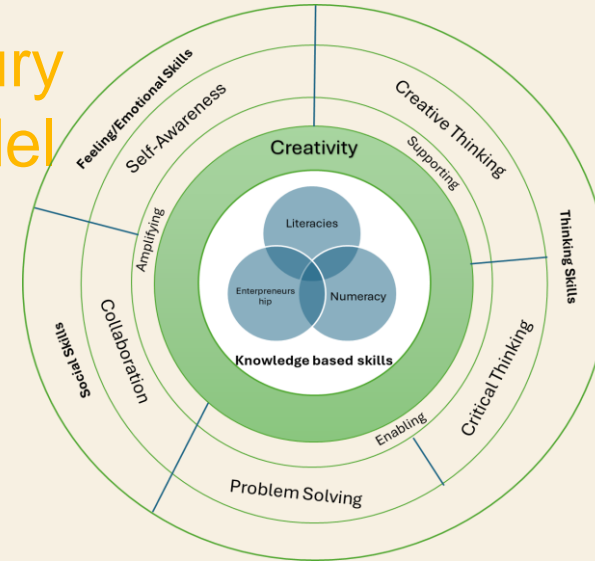 ury
del
Feeling/Emotional Skills
Self-Awareness
Creative Thinking
Supporting
Creativity
Thinking Skills
Amplifying
Literacies
Enterpreneurs
hip
Numeracy
Knowledge based skills
Social Skills
Collaboration
Critical Thinking
Enabling
Problem Solving